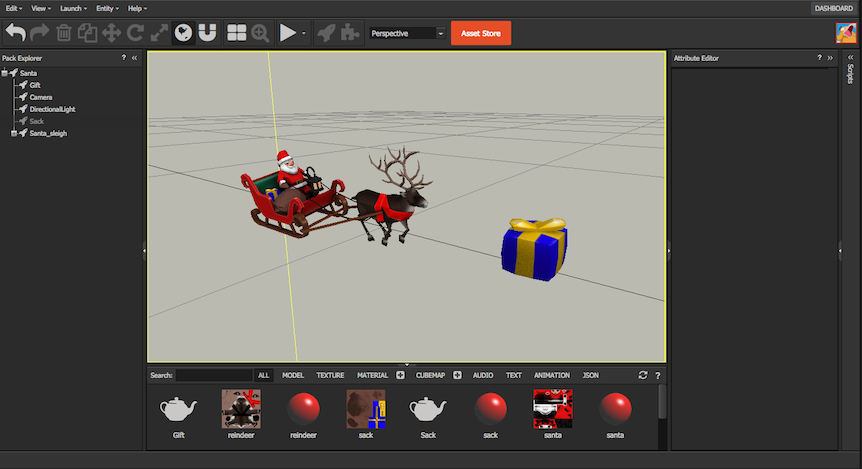 Edit View Launch Entity Help DASHBOARD
Perspective Asset Store
Pack Explorer ? «
Attribute Editor ? »
«
Scripts
Santa
Gift
Camera
DirectionalLight
Sack
Santa_sleigh
Search: ALL MODEL TEXTURE MATERIAL CUBEMAP AUDIO TEXT ANIMATION JSON ?
Gift reindeer reindeer sack Sack sack santa santa